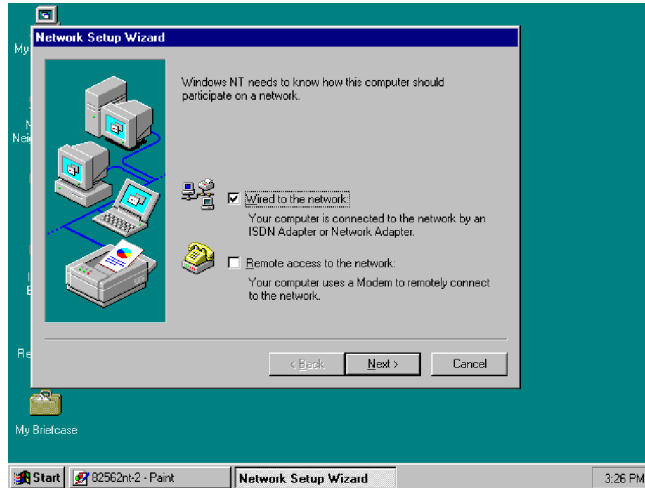 My
Network Setup Wizard
Nei
Windows NT needs to know how this computer should
participate on a network.
Wired to the network:
Your computer is connected to the network by an
ISDN Adapter or Network Adapter.
Remote access to the network:
Your computer uses a Modem to remotely connect
to the network.
Re
< Back
Next >
Cancel
My Briefcase
Start
82562nt-2 - Paint
Network Setup Wizard
3:26 PM